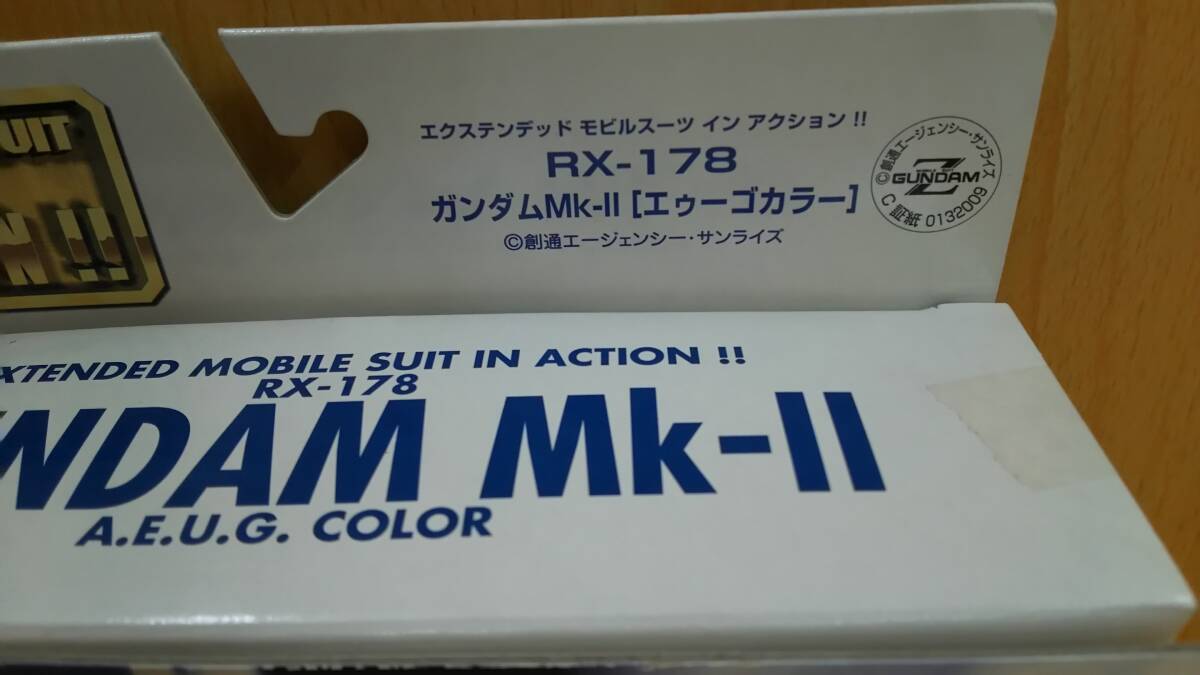 SUIT
N !!
エクステンデッド モビルスーツ イン アクション !!
RX-178
ガンダムMk-II [エゥーゴカラー]
©創通エージェンシー・サンライズ
©創通エージェンシー・サンライズ
Z
GUNDAM
C 証紙 0132009
EXTENDED MOBILE SUIT IN ACTION !!
RX-178
NDAM Mk-II
A.E.U.G. COLOR